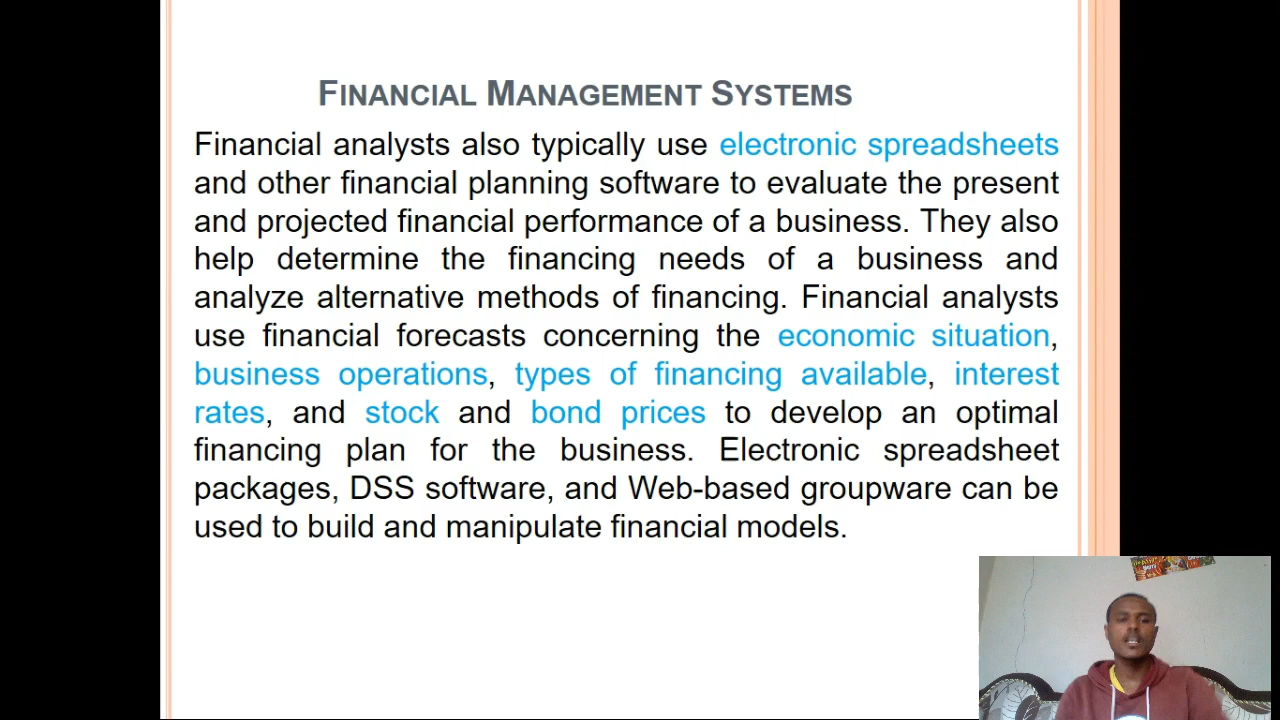 FINANCIAL MANAGEMENT SYSTEMS
Financial analysts also typically use electronic spreadsheets
and other financial planning software to evaluate the present
and projected financial performance of a business. They also
help determine the financing needs of a business and
analyze alternative methods of financing. Financial analysts
use financial forecasts concerning the economic situation,
business operations, types of financing available, interest
rates, and stock and bond prices to develop an optimal
financing plan for the business. Electronic spreadsheet
packages, DSS software, and Web-based groupware can be
used to build and manipulate financial models.